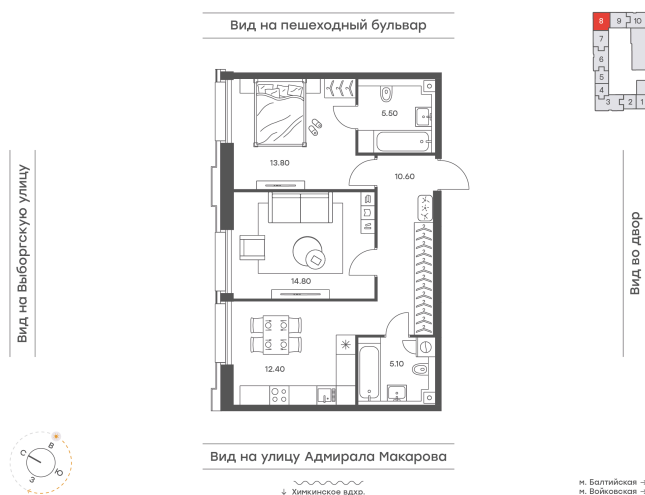 Вид на пешеходный бульвар
8 9 10
7
6
5
4
3 2 1
5.50
13.80
10.60
Вид на Выборгскую улицу
Вид во двор
14.80
12.40
5.10
Вид на улицу Адмирала Макарова
С В Ю З
↓ Химкинское вдхр.
м. Балтийская →
м. Войковская →